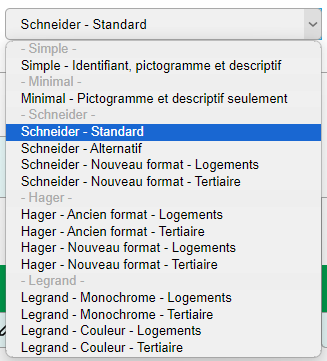 Schneider - Standard
- Simple -
Simple - Identifiant, pictogramme et descriptif
- Minimal -
Minimal - Pictogramme et descriptif seulement
- Schneider -
Schneider - Standard
Schneider - Alternatif
Schneider - Nouveau format - Logements
Schneider - Nouveau format - Tertiaire
- Hager -
Hager - Ancien format - Logements
Hager - Ancien format - Tertiaire
Hager - Nouveau format - Logements
Hager - Nouveau format - Tertiaire
- Legrand -
Legrand - Monochrome - Logements
Legrand - Monochrome - Tertiaire
Legrand - Couleur - Logements
Legrand - Couleur - Tertiaire